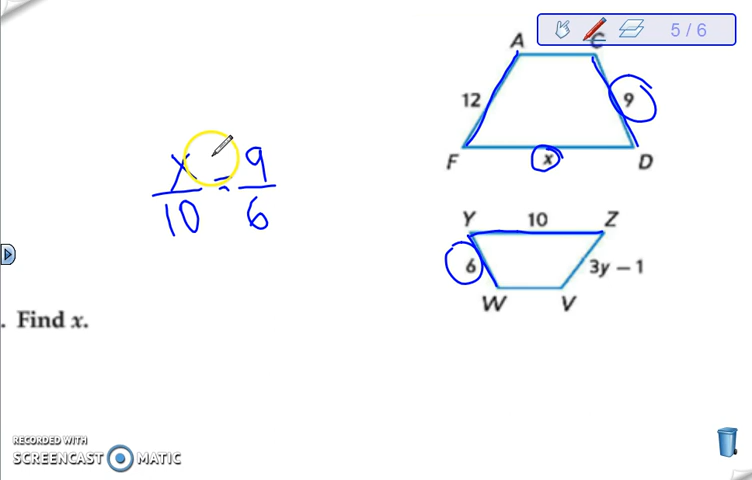 5 / 6
A C
12 9
F x D
x/10 = 9/6
Y 10 Z
6 3y – 1
W V
. Find x.
RECORDED WITH
SCREENCAST MATIC